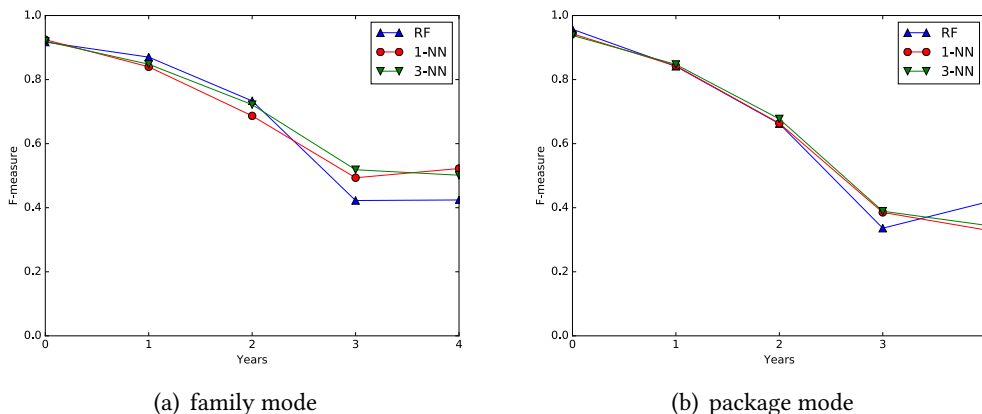 1.0
0.8
0.6
0.4
0.2
0.0
F-measure
0 1 2 3 4
Years
RF
1-NN
3-NN
(a) family mode
1.0
0.8
0.6
0.4
0.2
0.0
F-measure
0 1 2 3
Years
RF
1-NN
3-NN
(b) package mode